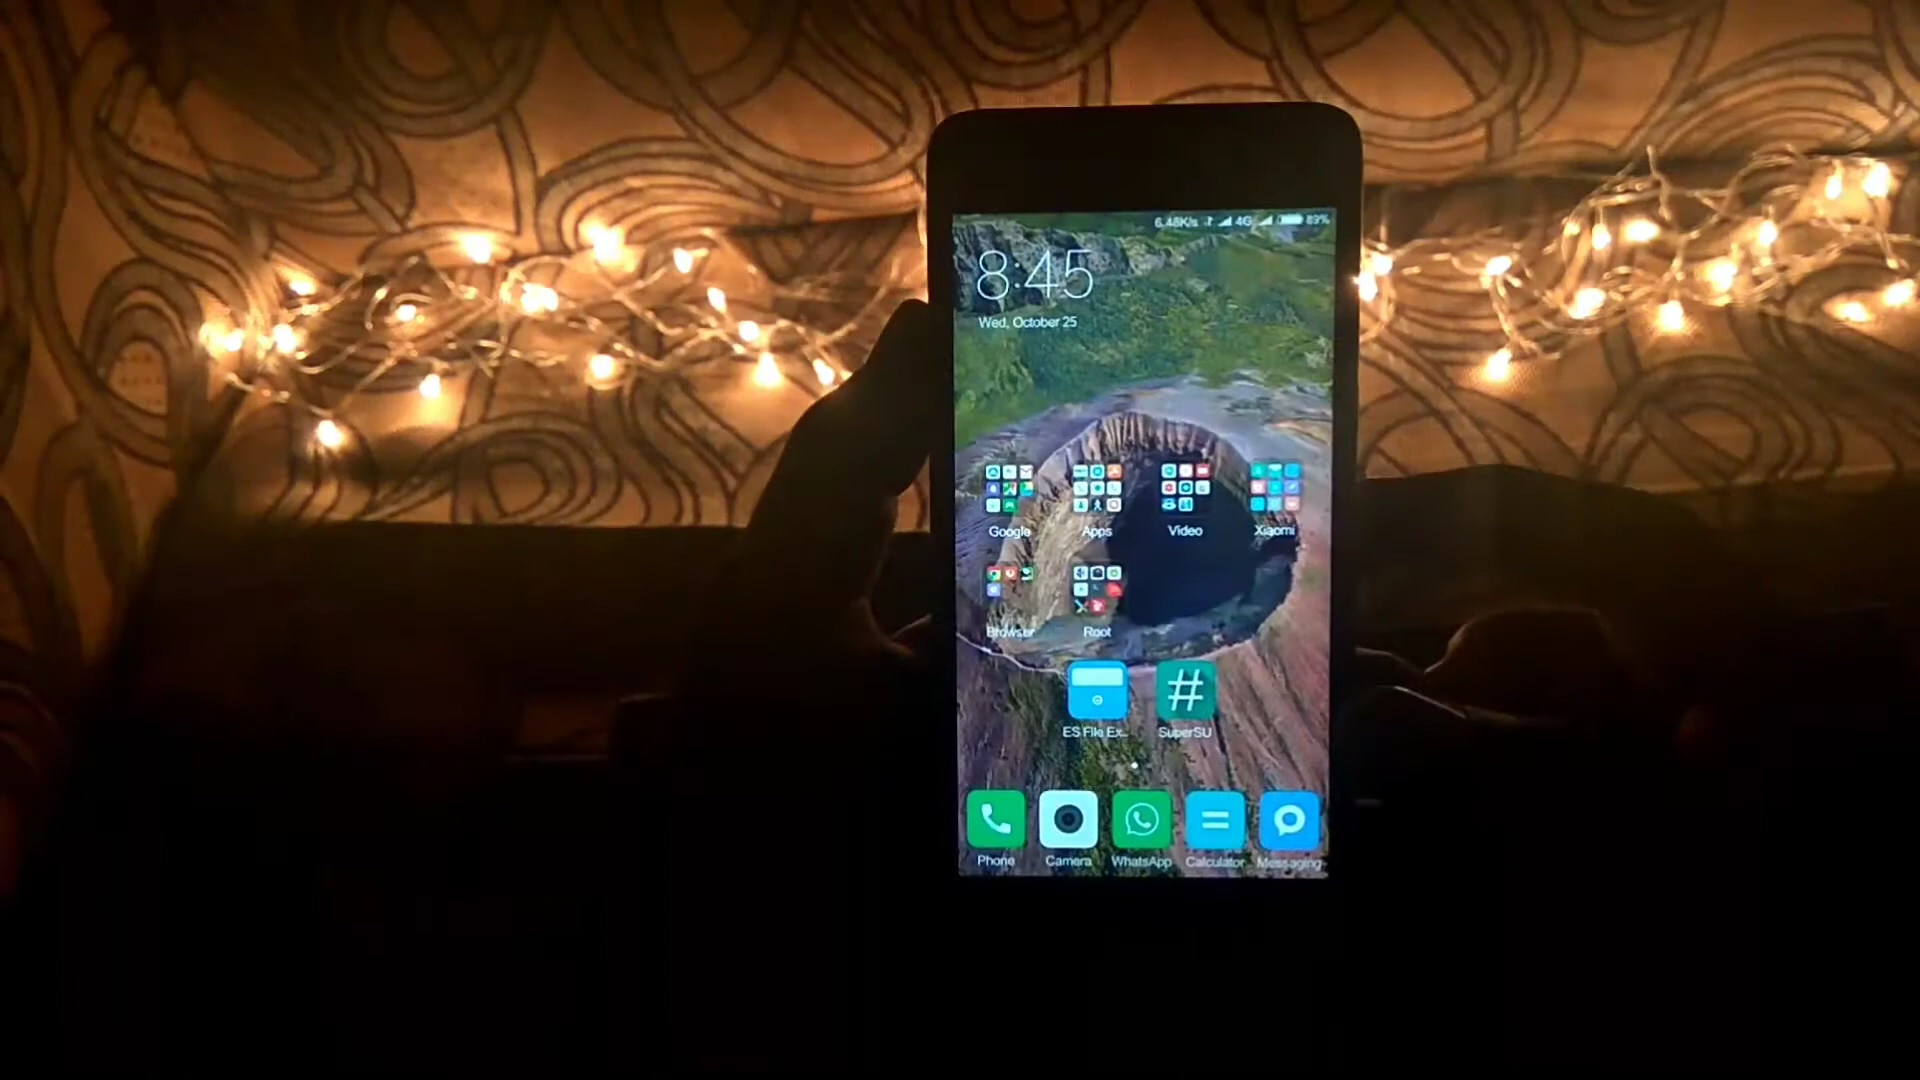 6.48K/s 4G 89%
8:45
Wed, October 25
Google Apps Video Xiaomi
Browser Root
ES File Ex.. SuperSU
Phone Camera WhatsApp Calculator Messaging